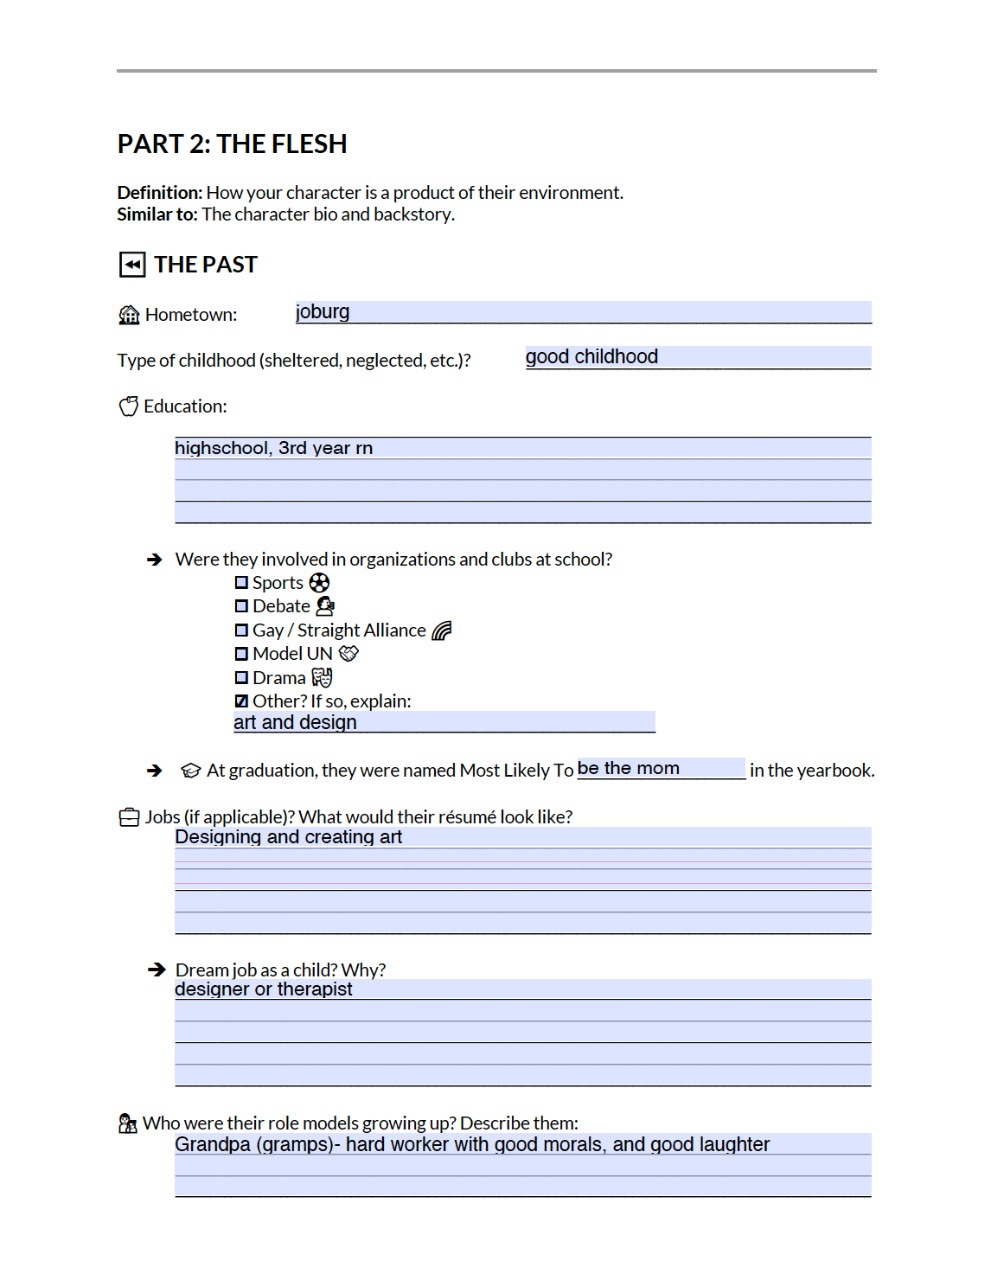 PART 2: THE FLESH
Definition: How your character is a product of their environment.
Similar to: The character bio and backstory.
THE PAST
Hometown: joburg
Type of childhood (sheltered, neglected, etc.)? good childhood
Education:
highschool, 3rd year rn
Were they involved in organizations and clubs at school?
Sports
Debate
Gay / Straight Alliance
Model UN
Drama
Other? If so, explain:
art and design
At graduation, they were named Most Likely To be the mom in the yearbook.
Jobs (if applicable)? What would their résumé look like?
Designing and creating art
Dream job as a child? Why?
designer or therapist
Who were their role models growing up? Describe them:
Grandpa (gramps)- hard worker with good morals, and good laughter